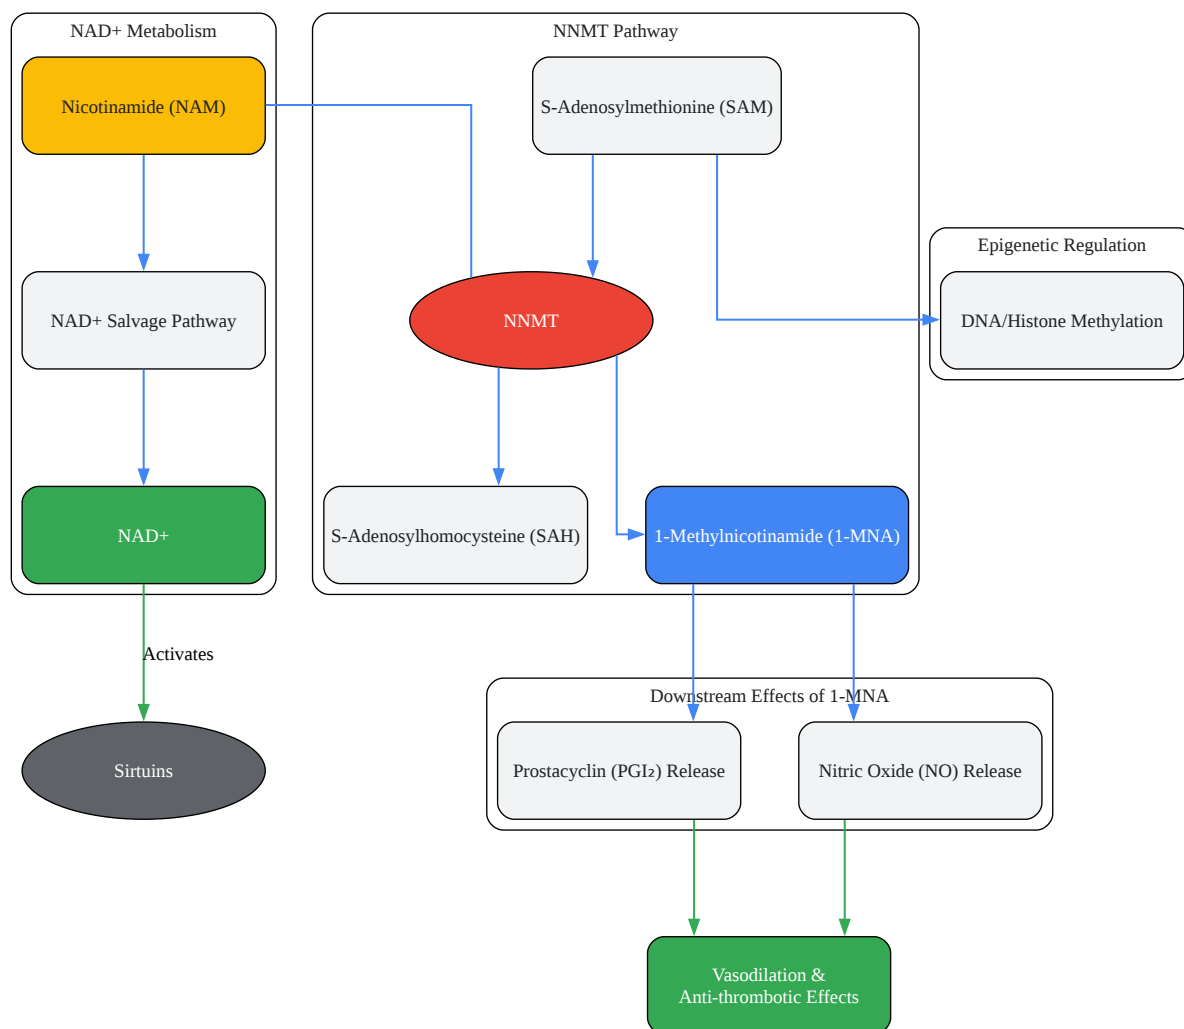 NAD+ Metabolism
NNMT Pathway
Nicotinamide (NAM)
S-Adenosylmethionine (SAM)
Epigenetic Regulation
NAD+ Salvage Pathway
NNMT
DNA/Histone Methylation
NAD+
S-Adenosylhomocysteine (SAH)
1-Methylnicotinamide (1-MNA)
Activates
Downstream Effects of 1-MNA
Sirtuins
Prostacyclin (PGI₂) Release
Nitric Oxide (NO) Release
Vasodilation &
Anti-thrombotic Effects